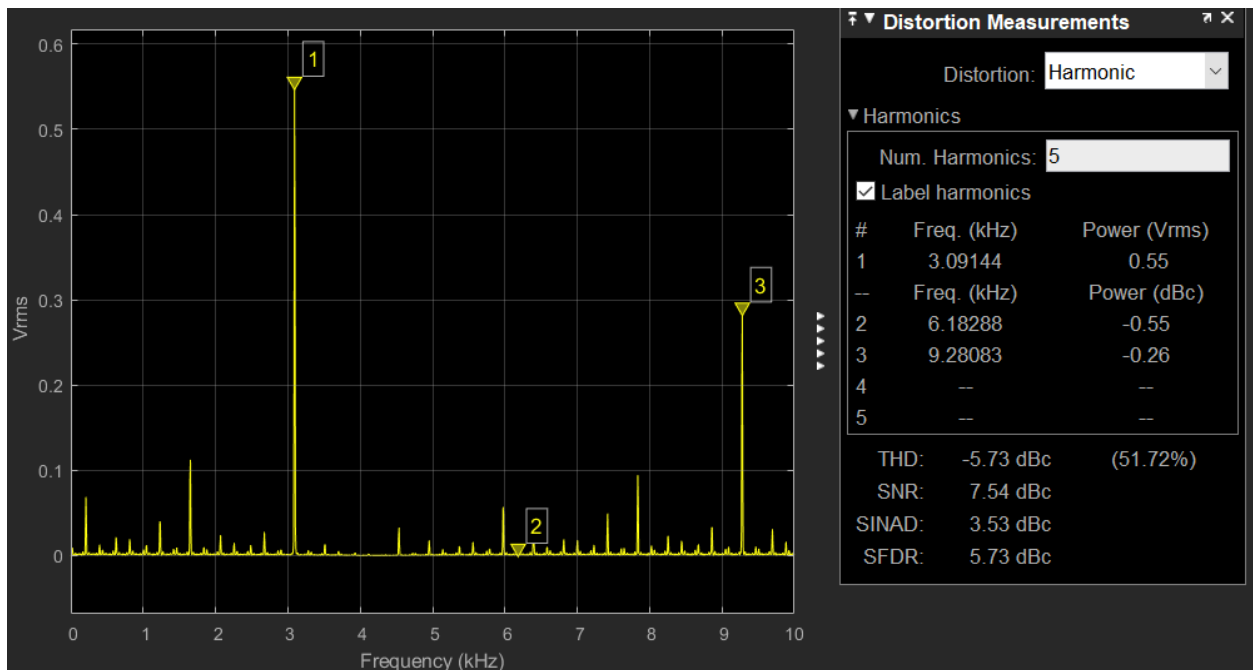 0.6
0.5
0.4
0.3
0.2
0.1
0
Vrms
1
2
3
0 1 2 3 4 5 6 7 8 9 10
Frequency (kHz)
Distortion Measurements
Distortion: Harmonic
Harmonics
Num. Harmonics: 5
Label harmonics
# Freq. (kHz) Power (Vrms)
1 3.09144 0.55
-- Freq. (kHz) Power (dBc)
2 6.18288 -0.55
3 9.28083 -0.26
4 -- --
5 -- --
THD: -5.73 dBc (51.72%)
SNR: 7.54 dBc
SINAD: 3.53 dBc
SFDR: 5.73 dBc